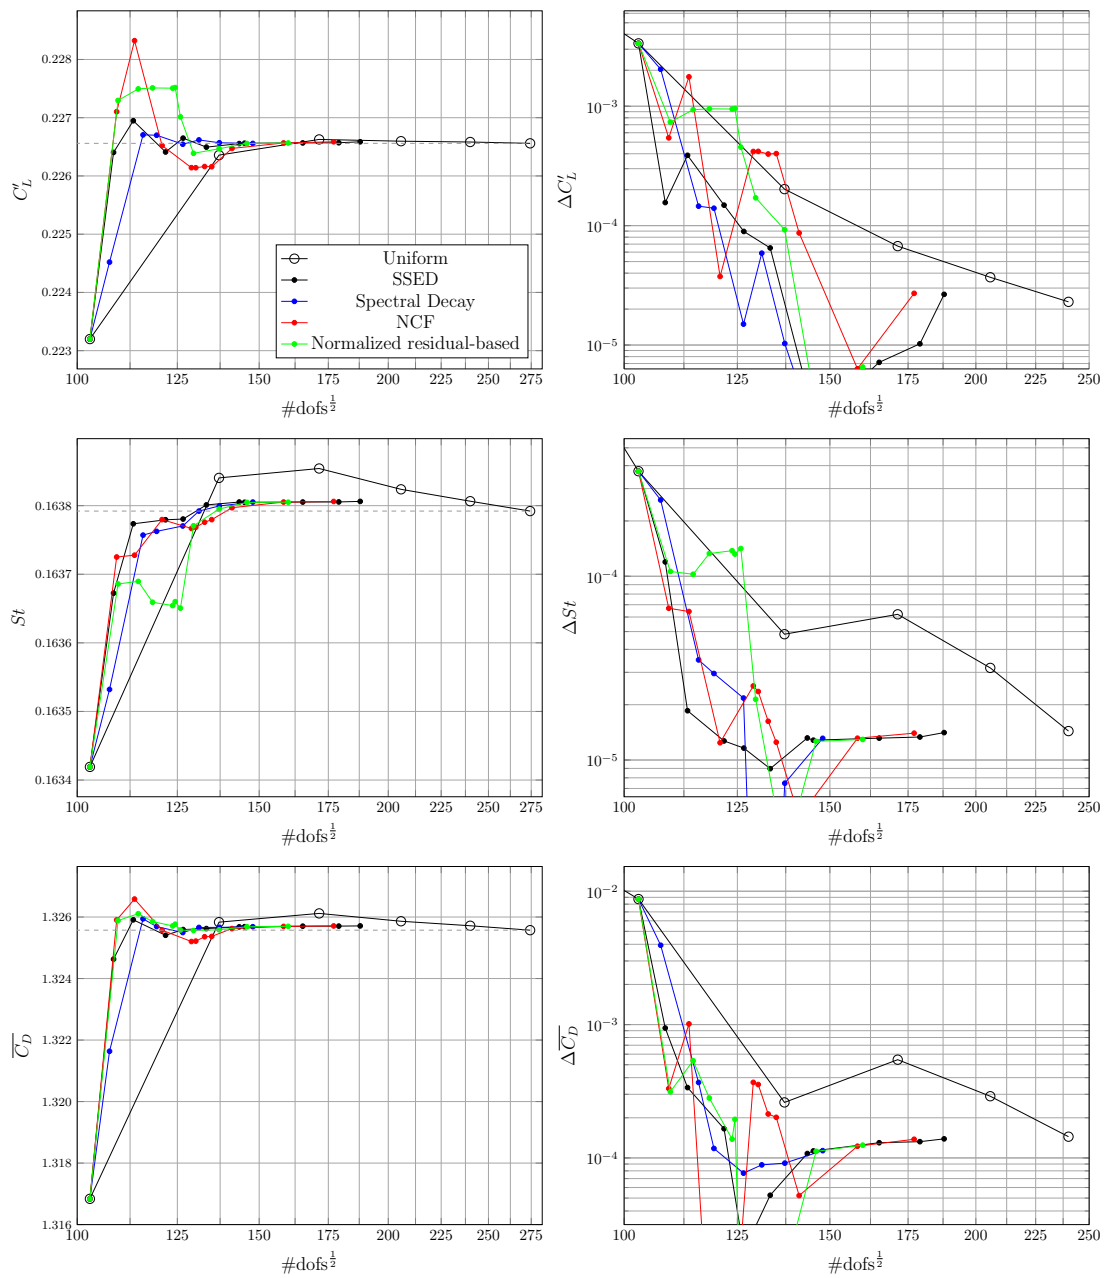 0.228
0.227
0.226
0.225
0.224
0.223
C′L
Uniform
SSED
Spectral Decay
NCF
Normalized residual-based
100 125 150 175 200 225 250 275
#dofs^1/2
10−3
10−4
10−5
ΔC′L
100 125 150 175 200 225 250
#dofs^1/2
0.1638
0.1637
0.1636
0.1635
0.1634
St
100 125 150 175 200 225 250 275
#dofs^1/2
10−4
10−5
ΔSt
100 125 150 175 200 225 250
#dofs^1/2
1.326
1.324
1.322
1.320
1.318
1.316
C̅D
100 125 150 175 200 225 250 275
#dofs^1/2
10−2
10−3
10−4
ΔC̅D
100 125 150 175 200 225 250
#dofs^1/2